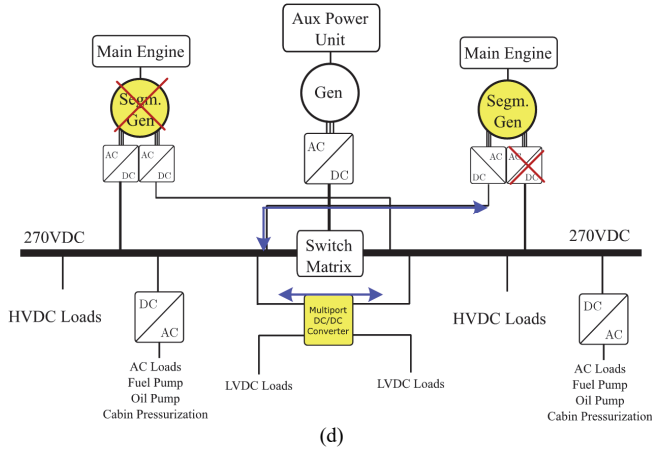 Main Engine
Aux Power
Unit
Main Engine
Segm.
Gen
Gen
Segm.
Gen
AC
DC
AC
DC
AC
DC
AC
DC
AC
DC
270VDC
Switch
Matrix
270VDC
HVDC Loads
DC
AC
Multiport
DC/DC
Converter
HVDC Loads
DC
AC
AC Loads
Fuel Pump
Oil Pump
Cabin Pressurization
LVDC Loads
LVDC Loads
AC Loads
Fuel Pump
Oil Pump
Cabin Pressurization
(d)